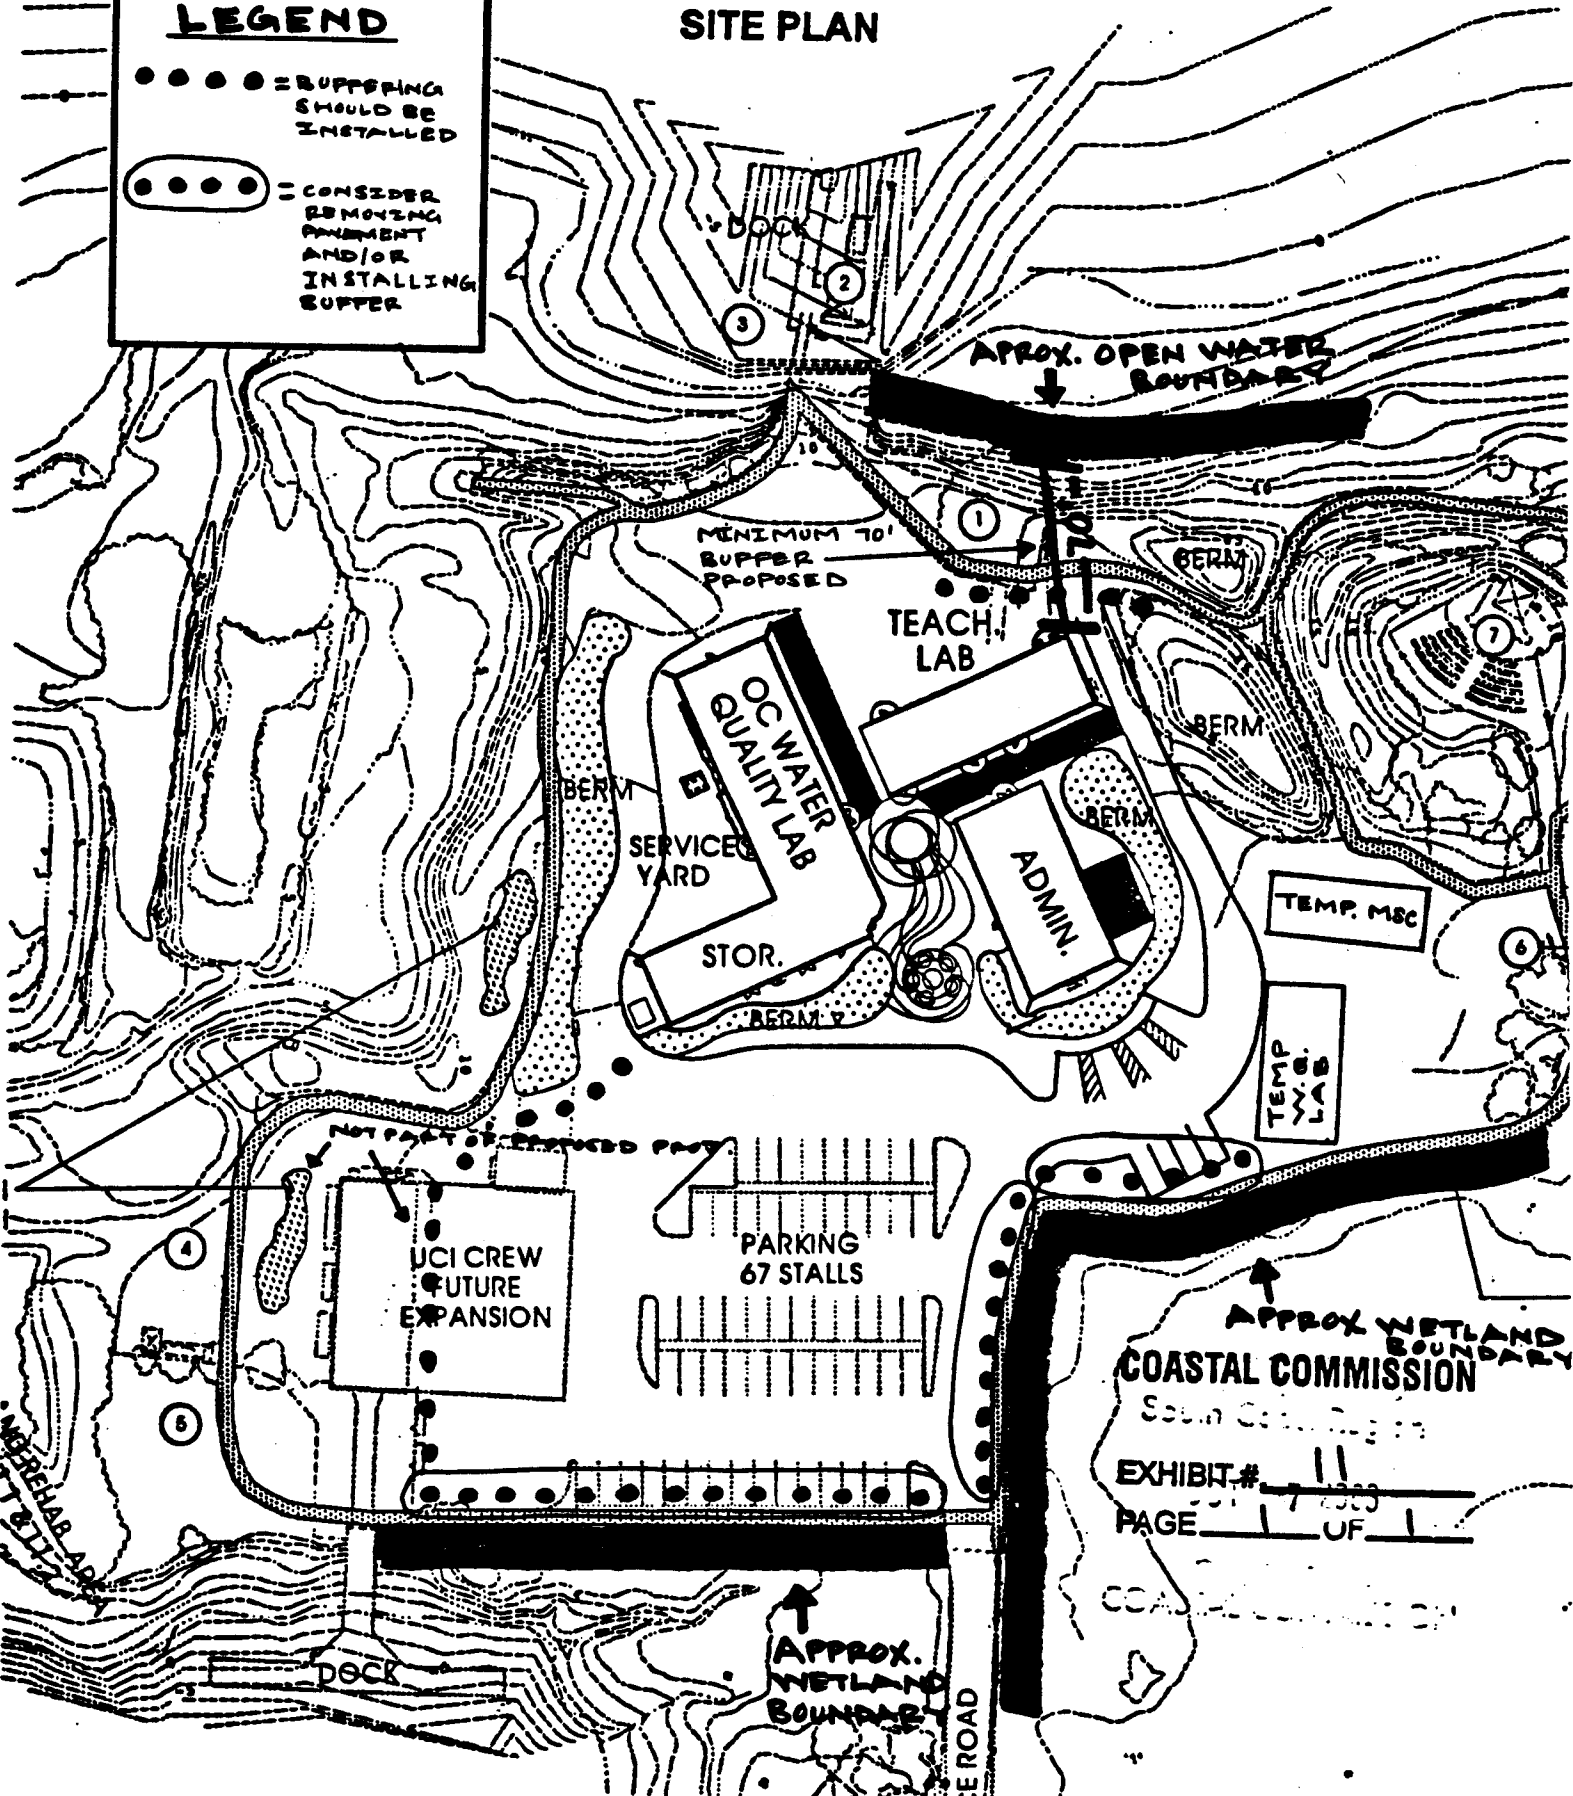 LEGEND
= BUFFERING
SHOULD BE
INSTALLED
= CONSIDER
REMOVING
PAVEMENT
AND/OR
INSTALLING
BUFFER
SITE PLAN
DOCK
2
3
APROX. OPEN WATER
BOUNDARY
10
1
70'
MINIMUM 70'
BUFFER
PROPOSED
BERM
TEACH.
LAB
7
OC WATER
QUALITY LAB
BERM
BERM
BERM
SERVICE
YARD
ADMIN.
TEMP. MSC
STOR.
6
BERM
TEMP
W.Q.
LAB
NOT PART OF PROPOSED PROJ.
4
UCI CREW
FUTURE
EXPANSION
PARKING
67 STALLS
APPROX WETLAND
BOUNDARY
COASTAL COMMISSION
5
EXHIBIT # 11
PAGE 1 OF 1
DOCK
APPROX.
WETLAND
BOUNDARY
ROAD